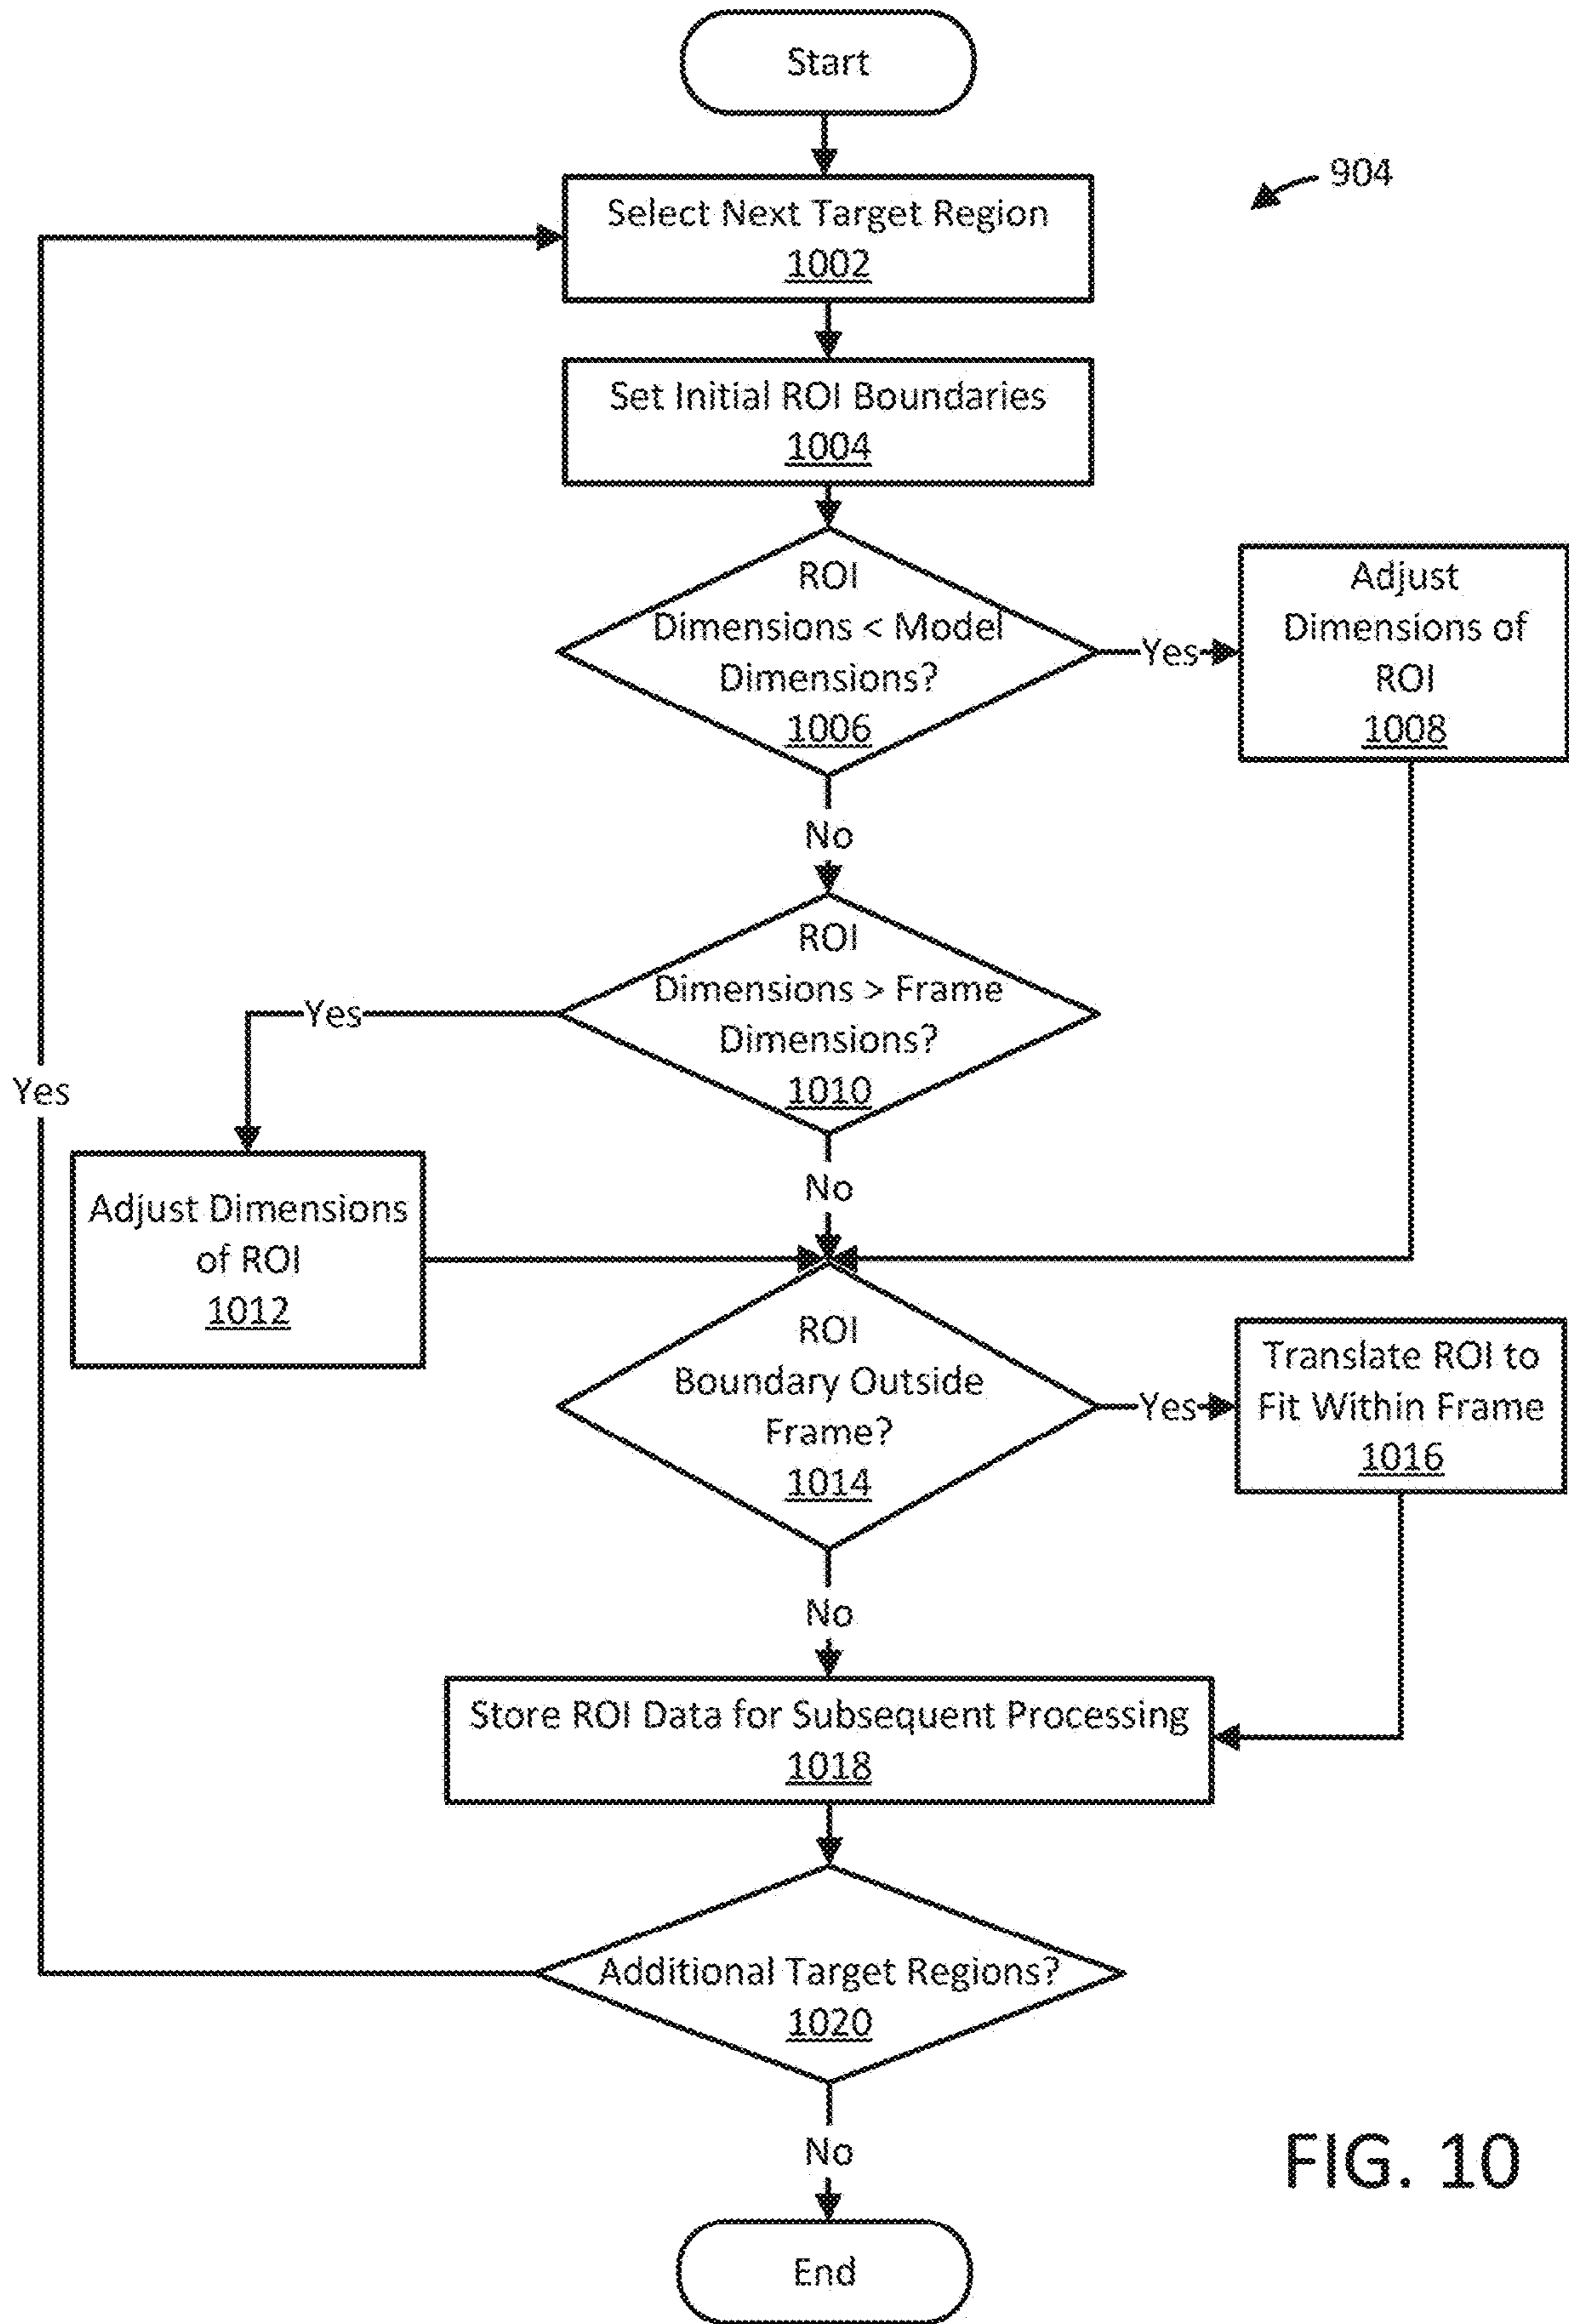 Start
904
Select Next Target Region
1002
Set Initial ROI Boundaries
1004
ROI
Dimensions < Model
Dimensions?
1006
Yes
Adjust
Dimensions of
ROI
1008
No
ROI
Dimensions > Frame
Dimensions?
1010
Yes
Yes
No
Adjust Dimensions
of ROI
1012
ROI
Boundary Outside
Frame?
1014
Yes
Translate ROI to
Fit Within Frame
1016
No
Store ROI Data for Subsequent Processing
1018
Additional Target Regions?
1020
No
FIG. 10
End